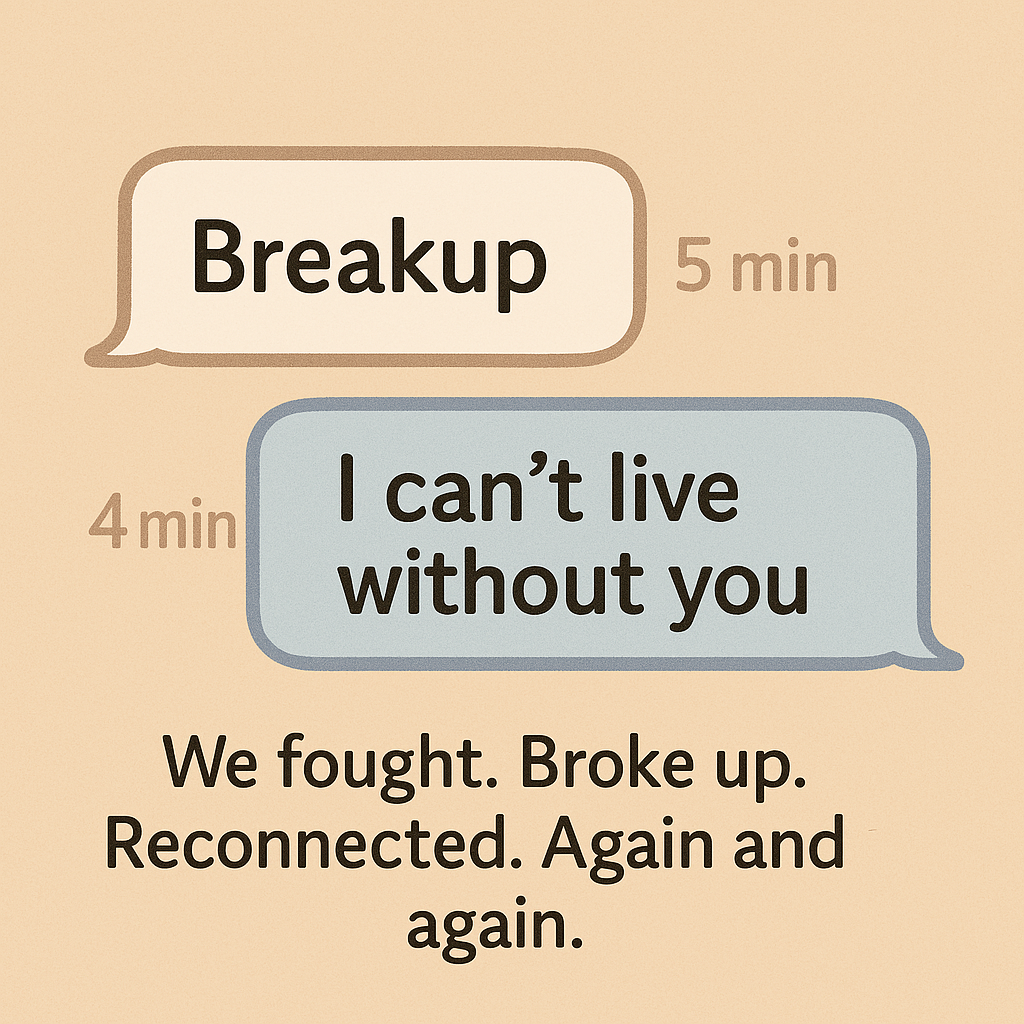 Breakup
5 min
4 min
I can't live
without you
We fought. Broke up.
Reconnected. Again and
again.